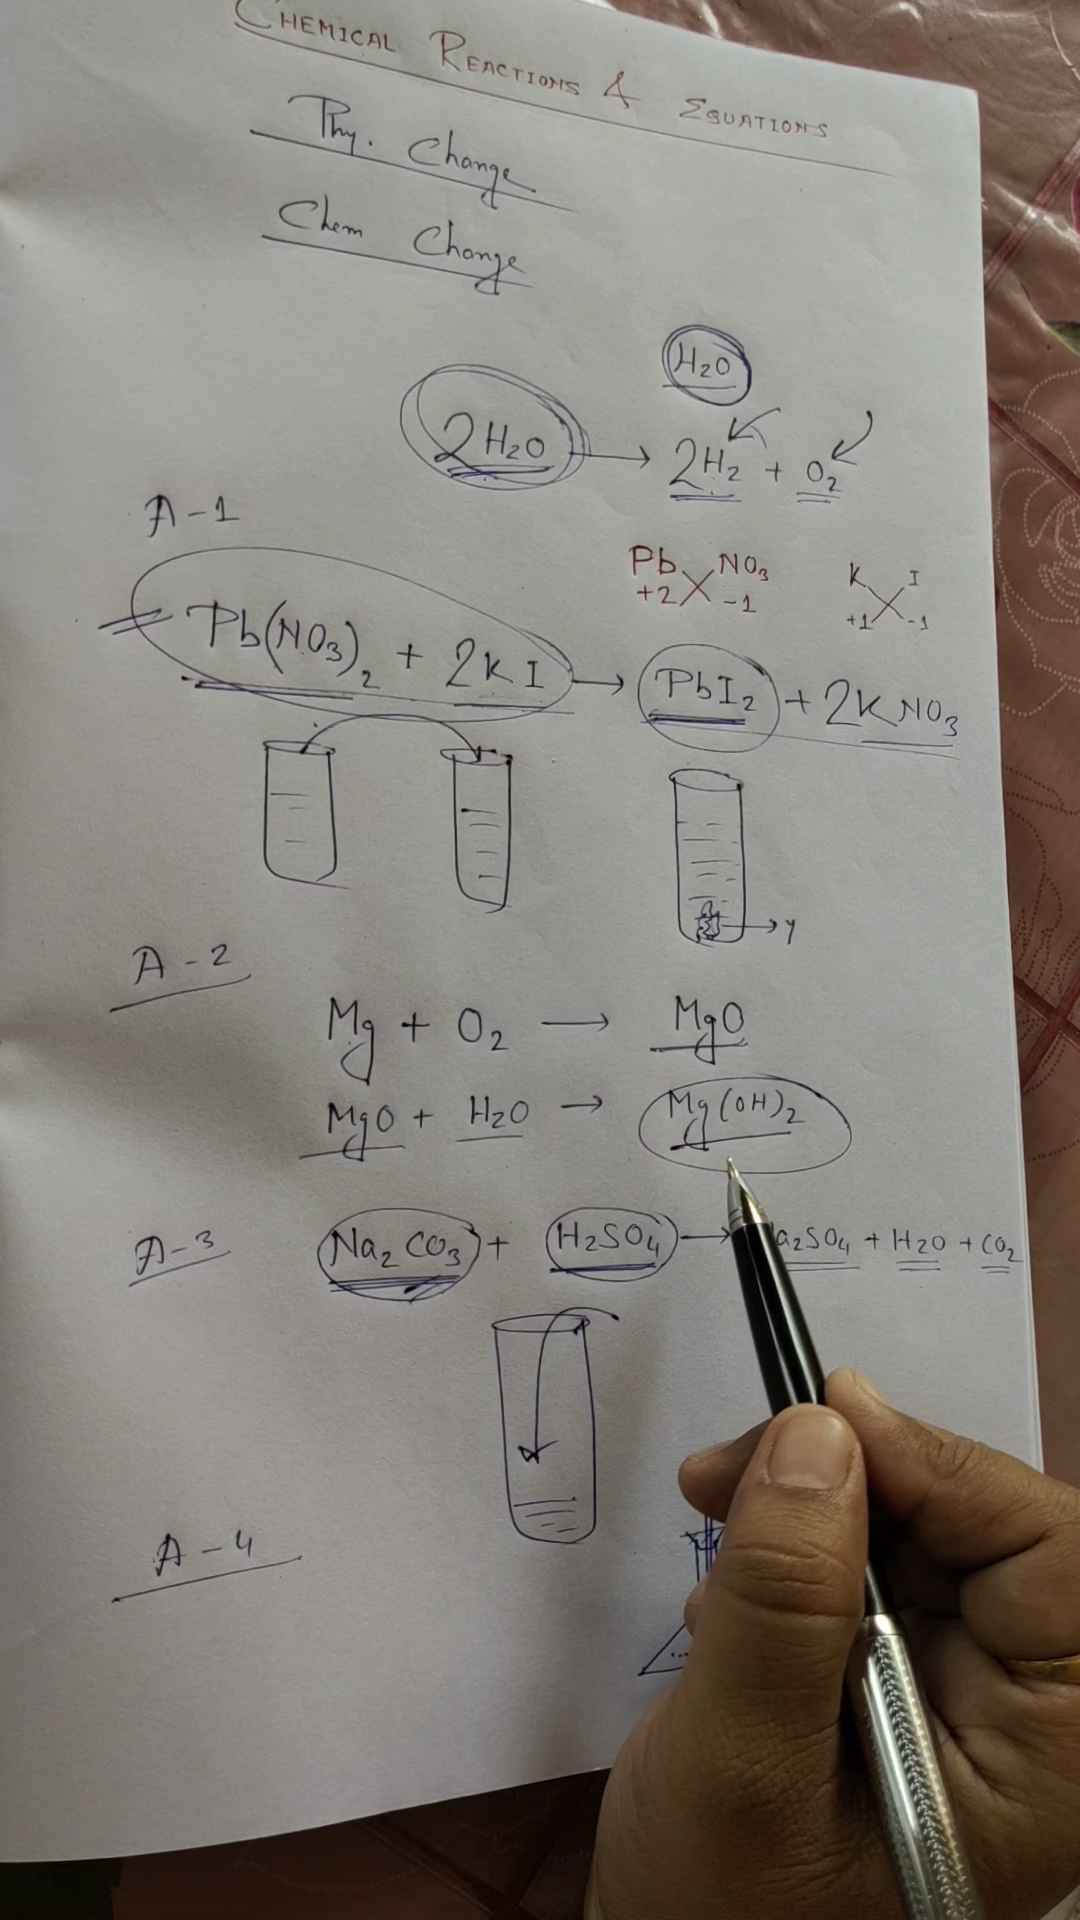 CHEMICAL REACTIONS & EQUATIONS
Phy. Change
Chem Change
H2O
2H2O → 2H2 + O2
A-1
Pb NO3 K I
+2 -1 +1 -1
Pb(NO3)2 + 2KI → PbI2 + 2KNO3
→ y
A-2
Mg + O2 → MgO
MgO + H2O → Mg(OH)2
A-3 Na2CO3 + H2SO4 → a2SO4 + H2O + CO2
A-4